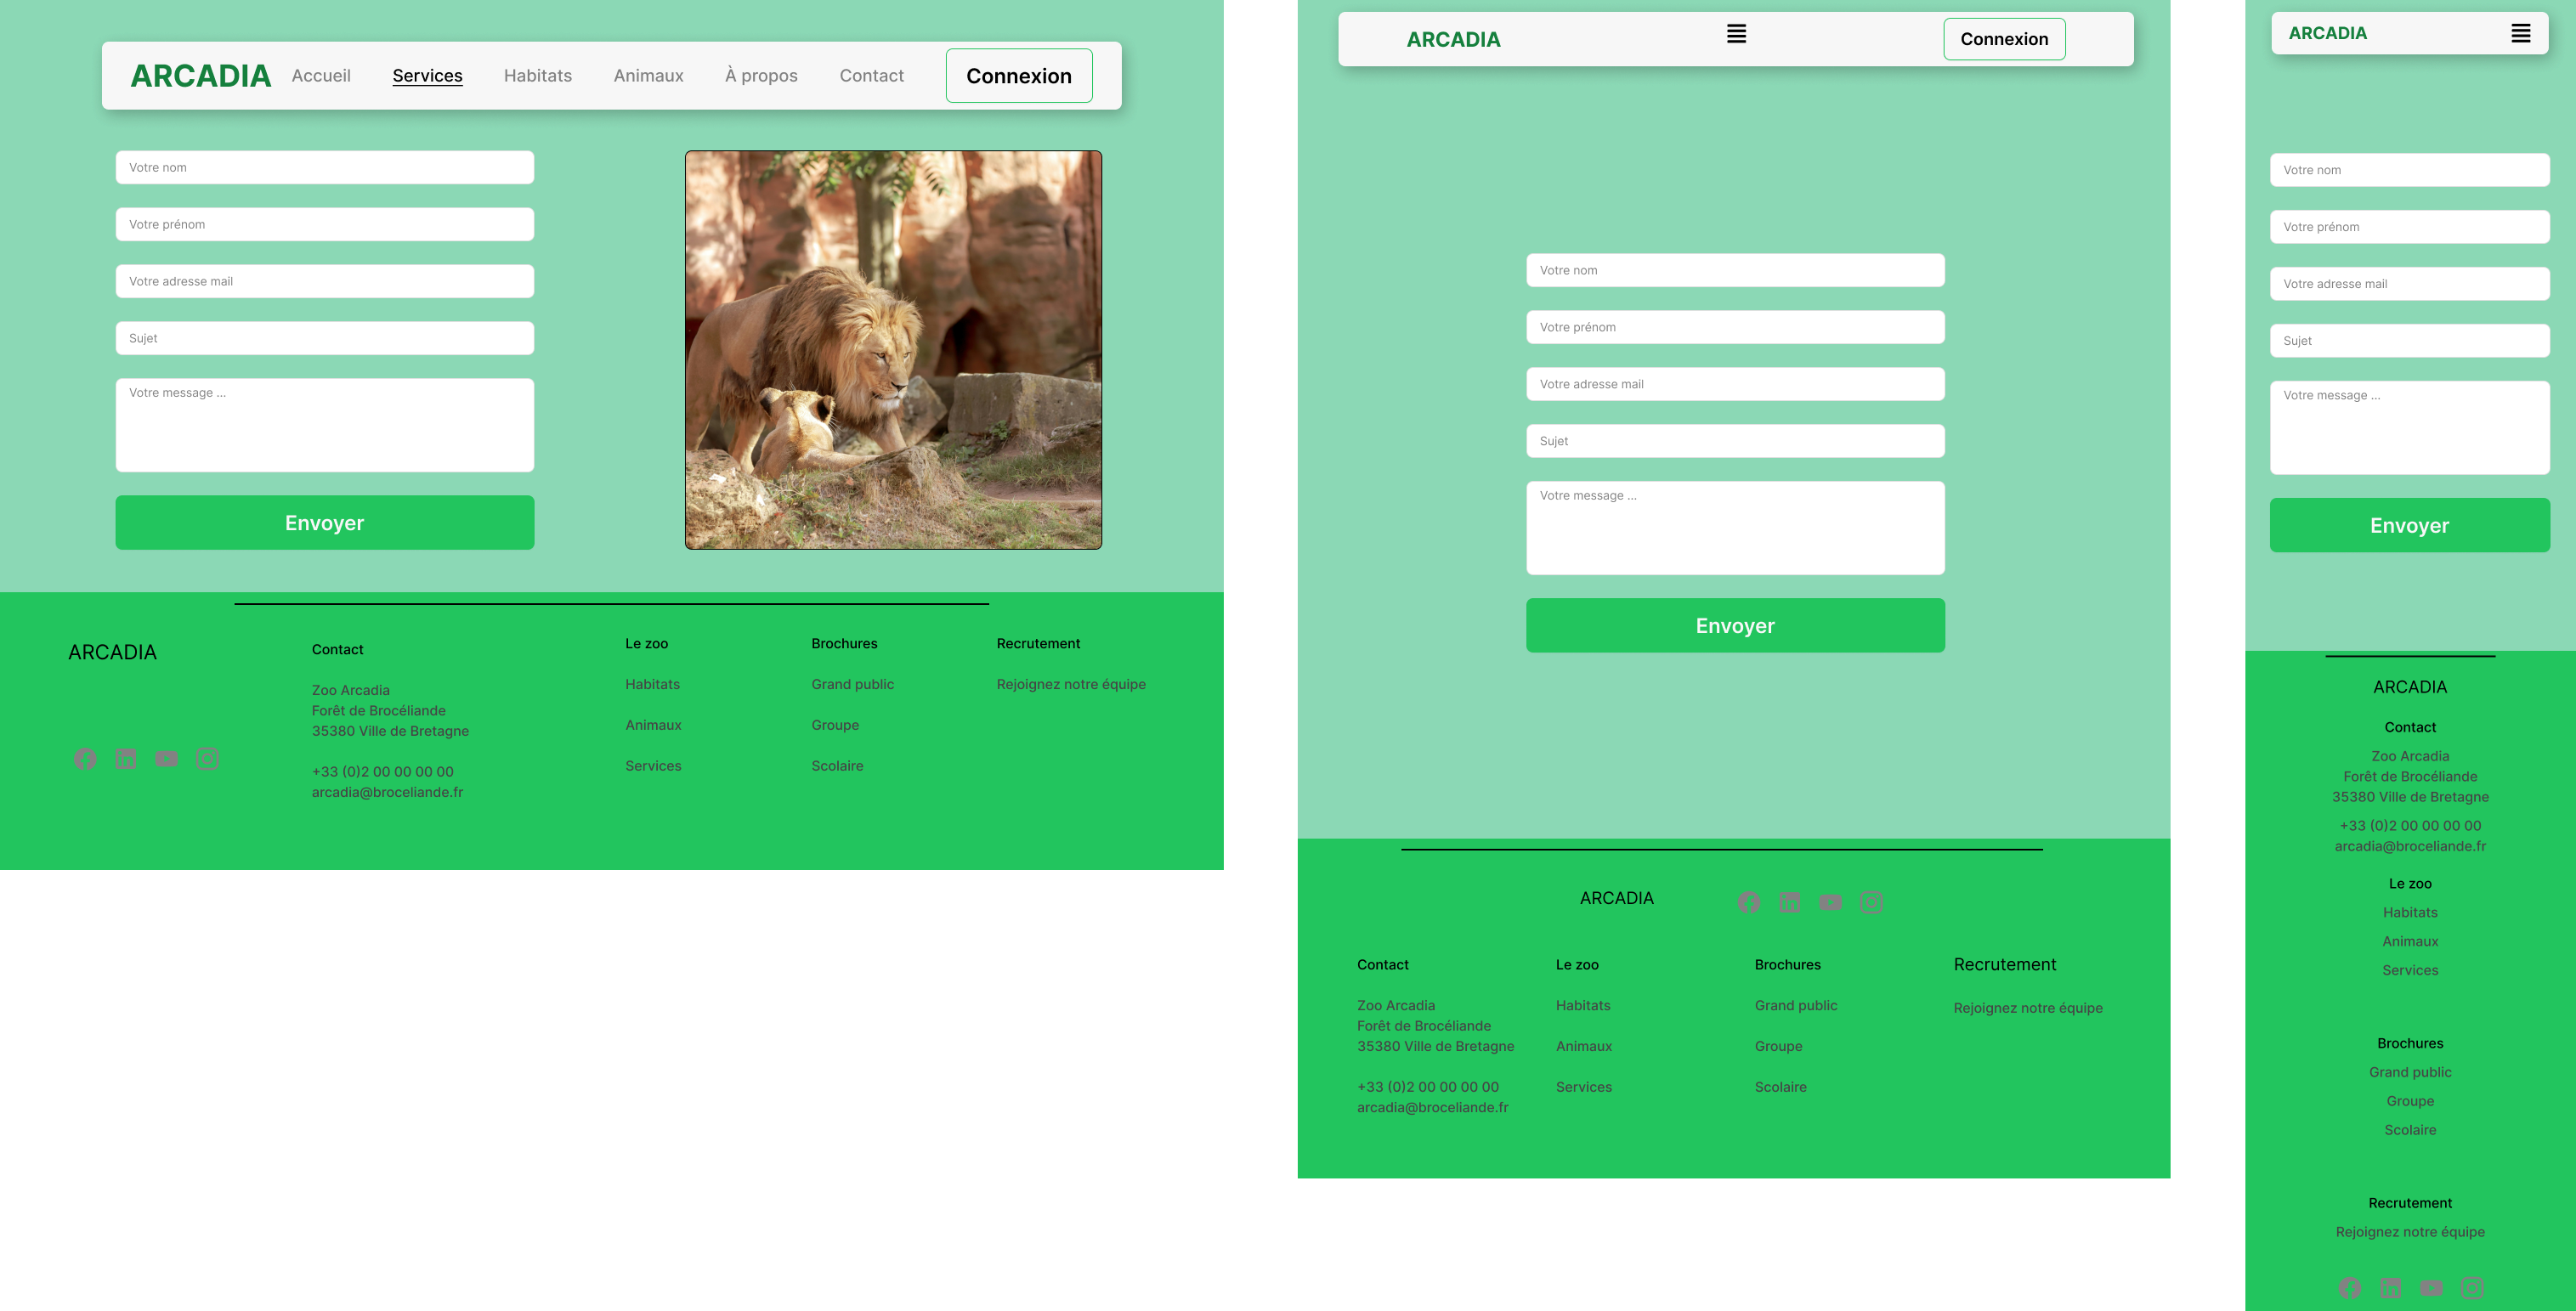 ARCADIA
Accueil
Services
Habitats
Animaux
À propos
Contact
Connexion
Votre nom
Votre prénom
Votre adresse mail
Sujet
Votre message ...
Envoyer
ARCADIA
Contact
Zoo Arcadia
Forêt de Brocéliande
35380 Ville de Bretagne
+33 (0)2 00 00 00 00
arcadia@broceliande.fr
Le zoo
Habitats
Animaux
Services
Brochures
Grand public
Groupe
Scolaire
Recrutement
Rejoignez notre équipe
ARCADIA
Connexion
Votre nom
Votre prénom
Votre adresse mail
Sujet
Votre message ...
Envoyer
ARCADIA
Contact
Zoo Arcadia
Forêt de Brocéliande
35380 Ville de Bretagne
+33 (0)2 00 00 00 00
arcadia@broceliande.fr
Le zoo
Habitats
Animaux
Services
Brochures
Grand public
Groupe
Scolaire
Recrutement
Rejoignez notre équipe
ARCADIA
Votre nom
Votre prénom
Votre adresse mail
Sujet
Votre message ...
Envoyer
ARCADIA
Contact
Zoo Arcadia
Forêt de Brocéliande
35380 Ville de Bretagne
+33 (0)2 00 00 00 00
arcadia@broceliande.fr
Le zoo
Habitats
Animaux
Services
Brochures
Grand public
Groupe
Scolaire
Recrutement
Rejoignez notre équipe